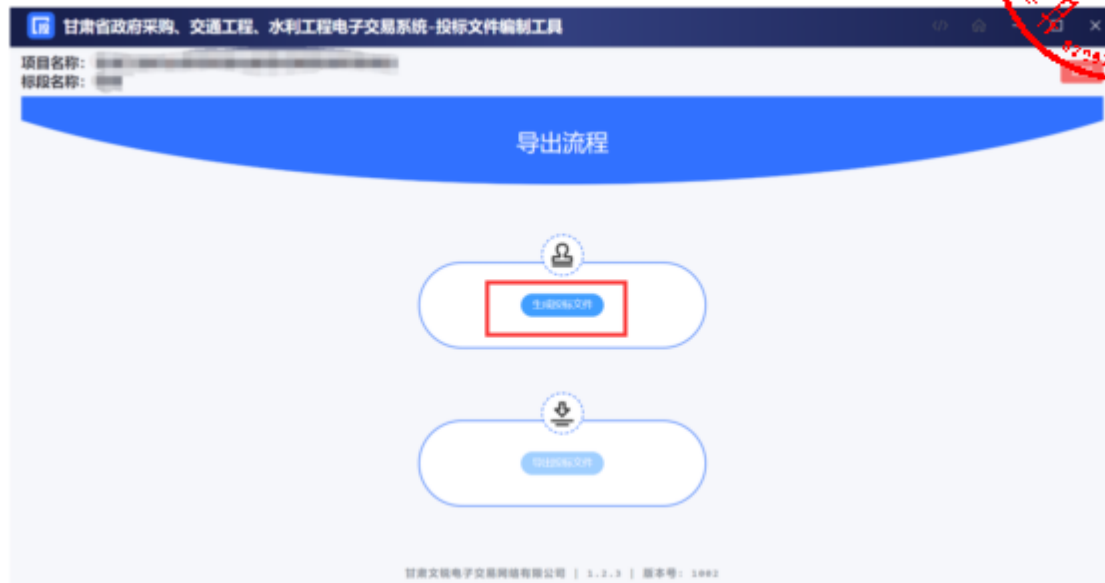 甘肃省政府采购、交通工程、水利工程电子交易系统-投标文件编制工具
项目名称:
标段名称:
导出流程
生成投标文件
导出投标文件
甘肃文锐电子交易网络有限公司 | 1.2.3 | 版本号: 1002